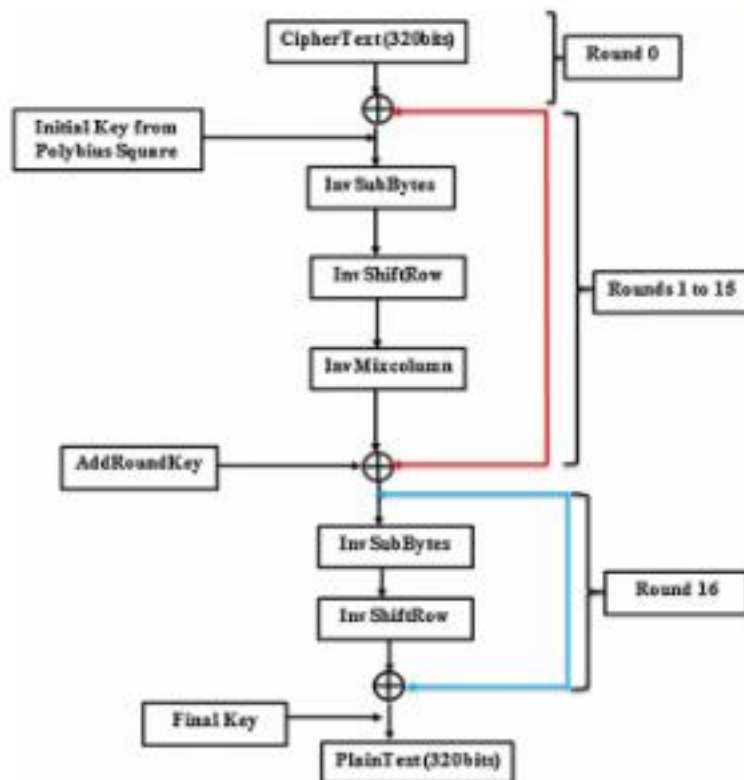 CipherText (320bits)
Round 0
Initial Key from
Polybius Square
InvSubBytes
InvShiftRow
Rounds 1 to 15
InvMixcolumn
AddRoundKey
InvSubBytes
Round 16
InvShiftRow
Final Key
PlainText (320bits)